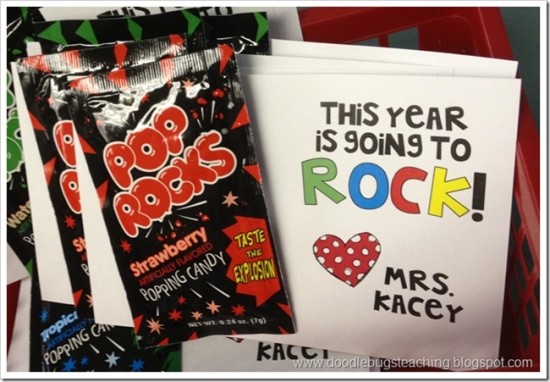 POP
ROCKS®
Strawberry
ARTIFICIALLY FLAVORED
POPPING CANDY
TASTE
THE
EXPLOSION
NET WT. 0.24 oz. (7g)
THIS YEAR
IS GOING TO
ROCK!
MRS.
KACEY
Tropical
POPPING CAN
KACEY
www.doodlebugsteaching.blogspot.com